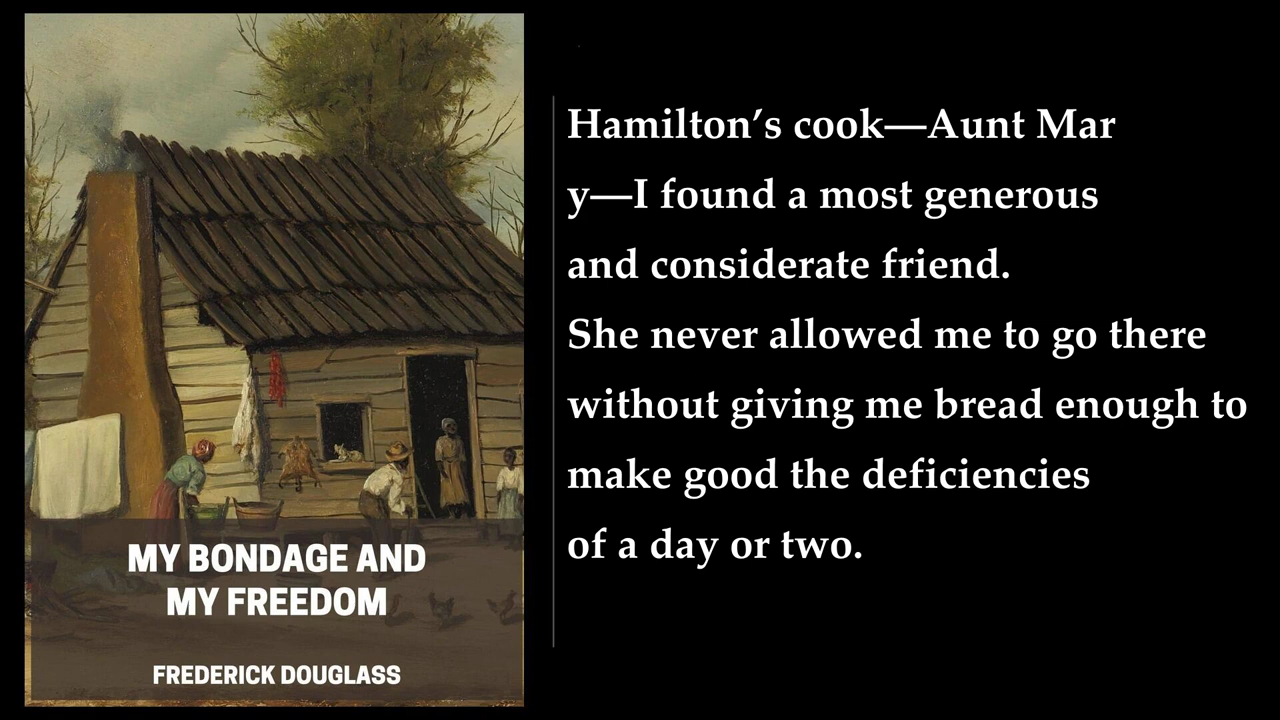 Hamilton’s cook—Aunt Mar
y—I found a most generous
and considerate friend.
She never allowed me to go there
without giving me bread enough to
make good the deficiencies
of a day or two.
MY BONDAGE AND
MY FREEDOM
FREDERICK DOUGLASS